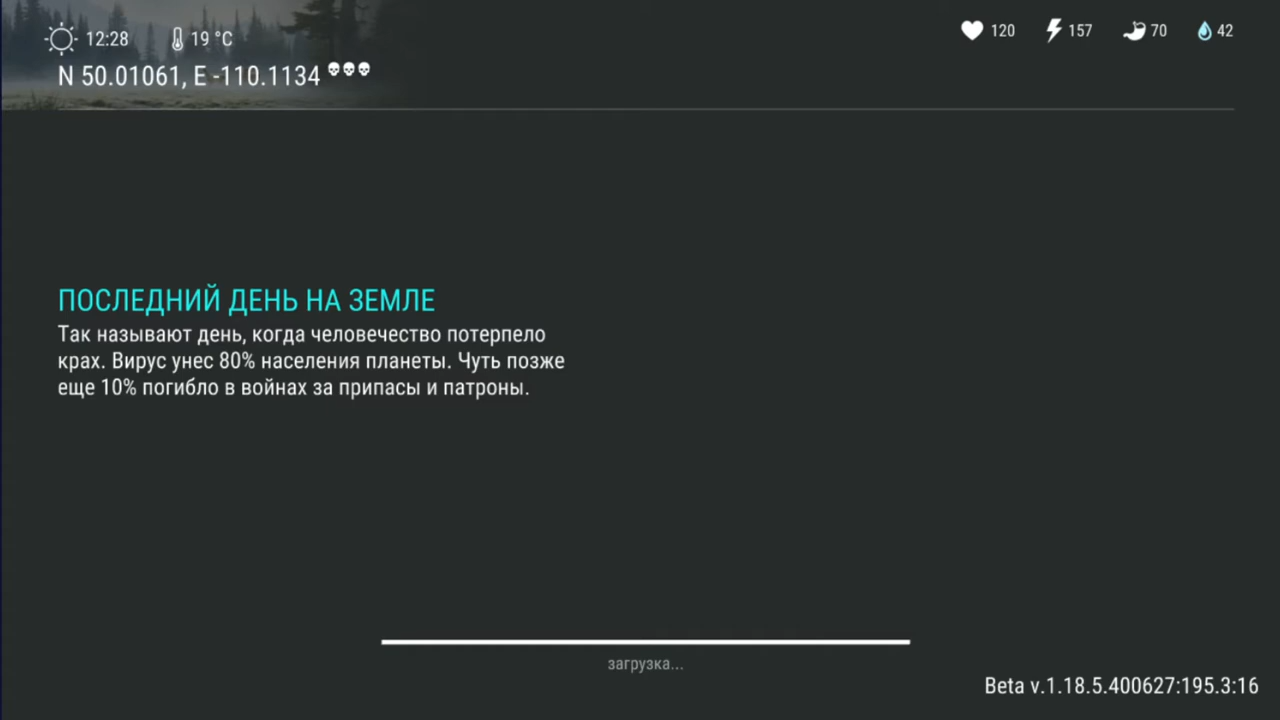 12:28 19 °C 120 157 70 42
N 50.01061, E -110.1134
ПОСЛЕДНИЙ ДЕНЬ НА ЗЕМЛЕ
Так называют день, когда человечество потерпело
крах. Вирус унес 80% населения планеты. Чуть позже
еще 10% погибло в войнах за припасы и патроны.
загрузка...
Beta v.1.18.5.400627:195.3:16